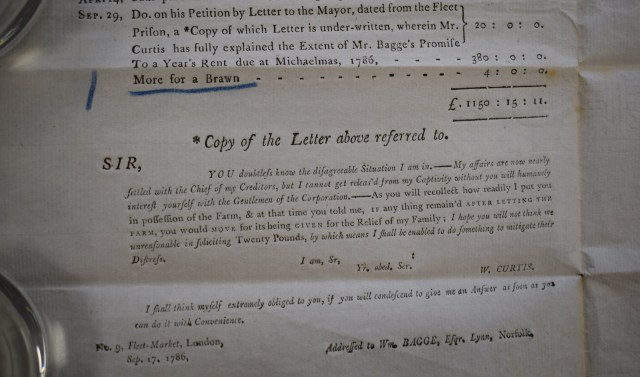 SEP. 29, Do. on his Petition by Letter to the Mayor, dated from the Fleet
Priſon, a *Copy of which Letter is under-written, wherein Mr. 20 : 0 : 0.
Curtis has fully explained the Extent of Mr. Bagge's Promiſe
To a Year's Rent due at Michaelmas, 1786, - - - - 380 : 0 : 0.
More for a Brawn - - - - - - - - - - 4 : 0 : 0.
£. 1150 : 15 : 11.
* Copy of the Letter above referred to.
SIR,
YOU doubtleſs know the diſagreeable Situation I am in.——My affairs are now nearly
ſettled with the Chief of my Creditors, but I cannot get releas'd from my Captivity without you will humanely
intereſt yourſelf with the Gentlemen of the Corporation.——As you will recollect how readily I put you
in poſſeſſion of the Farm, & at that time you told me, IF any thing remain'd AFTER LETTING THE
FARM, you would MOVE for its being GIVEN for the Relief of my Family; I hope you will not think me
unreaſonable in ſoliciting Twenty Pounds, by which means I ſhall be enabled to do ſomething to mitigate their
Diſtreſs.
I am, Sr,
Yr. obed. Sert
W. CURTIS.
I ſhall think myſelf extremely obliged to you, if you will condeſcend to give me an Anſwer as ſoon as you
can do it with Convenience.
No. 9, Fleet-Market, London,
Sep. 17. 1786,
Addreſſed to Wm. BAGGE, Eſqr. Lynn, Norfolk.